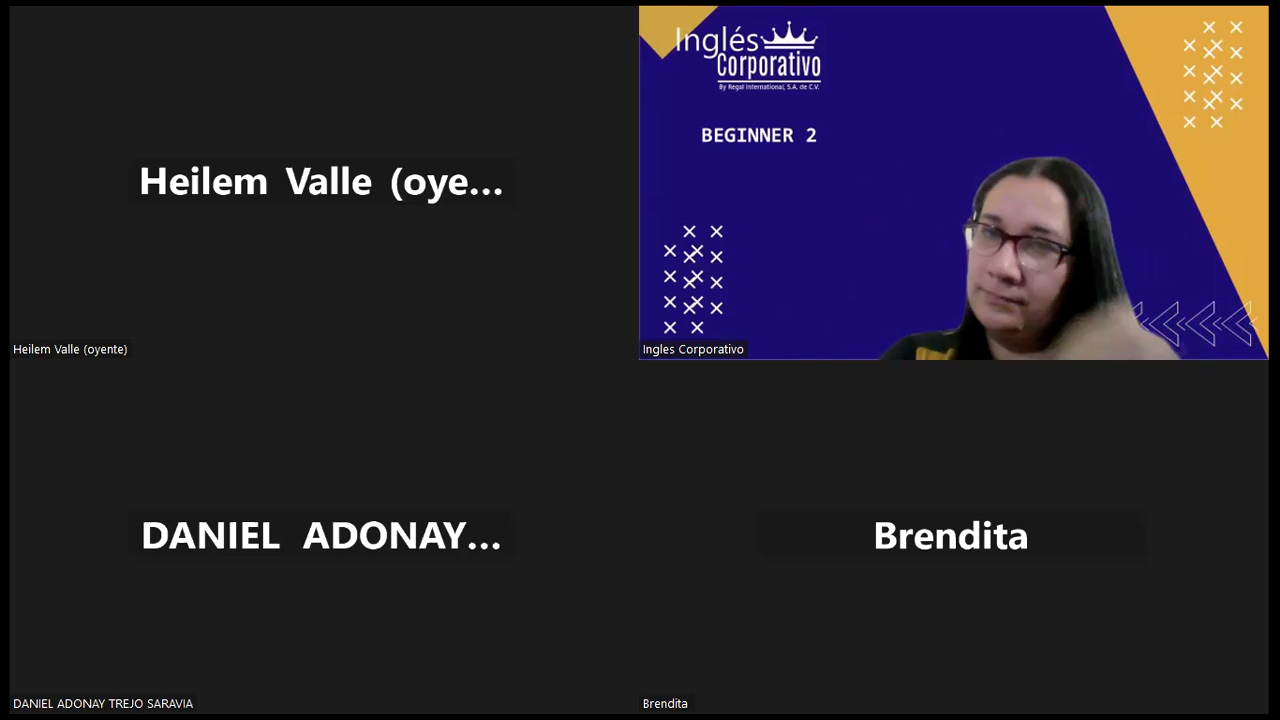 Heilem Valle (oye...
Heilem Valle (oyente)
Inglés
Corporativo
By Regal International, S.A. de C.V.
BEGINNER 2
Ingles Corporativo
DANIEL ADONAY...
DANIEL ADONAY TREJO SARAVIA
Brendita
Brendita